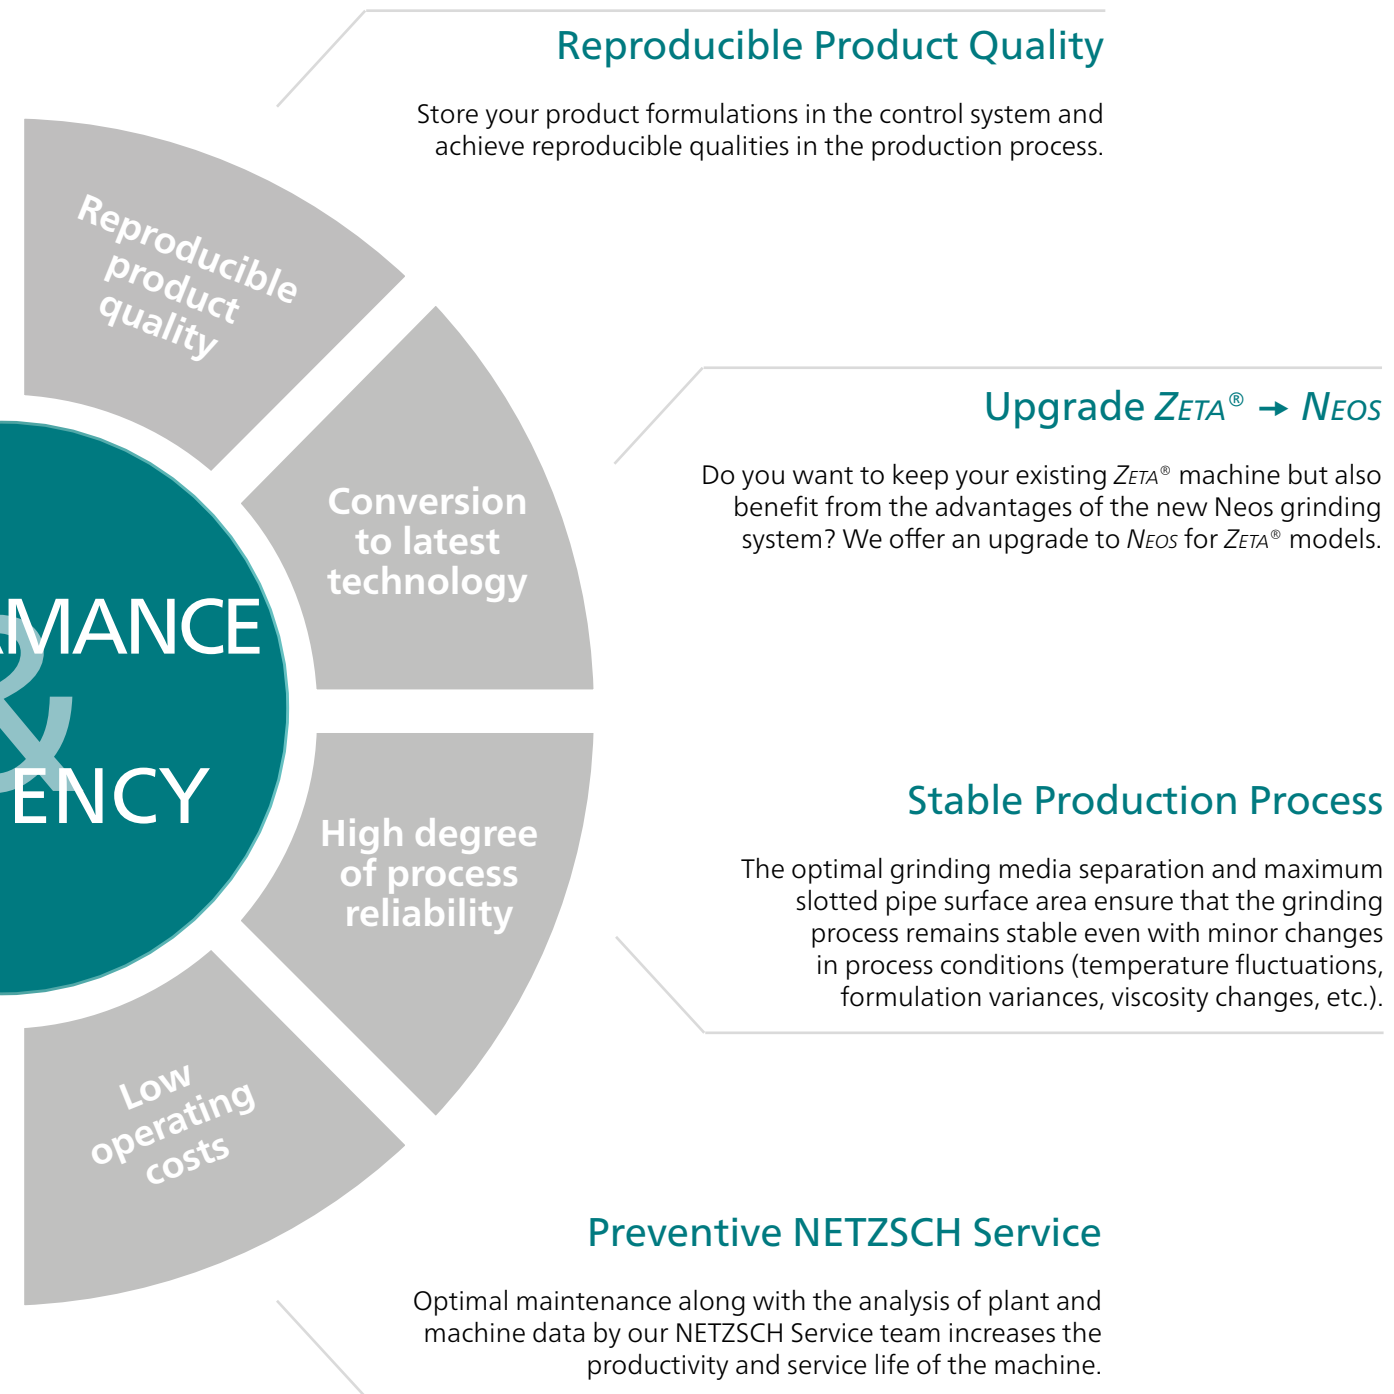 Reproducible Product Quality
Store your product formulations in the control system and
achieve reproducible qualities in the production process.
Reproducible
product
quality
Upgrade ZETA® → NEOS
Do you want to keep your existing ZETA® machine but also
benefit from the advantages of the new Neos grinding
system? We offer an upgrade to NEOS for ZETA® models.
Conversion
to latest
technology
MANCE
&
ENCY
Stable Production Process
The optimal grinding media separation and maximum
slotted pipe surface area ensure that the grinding
process remains stable even with minor changes
in process conditions (temperature fluctuations,
formulation variances, viscosity changes, etc.).
High degree
of process
reliability
Low
operating
costs
Preventive NETZSCH Service
Optimal maintenance along with the analysis of plant and
machine data by our NETZSCH Service team increases the
productivity and service life of the machine.